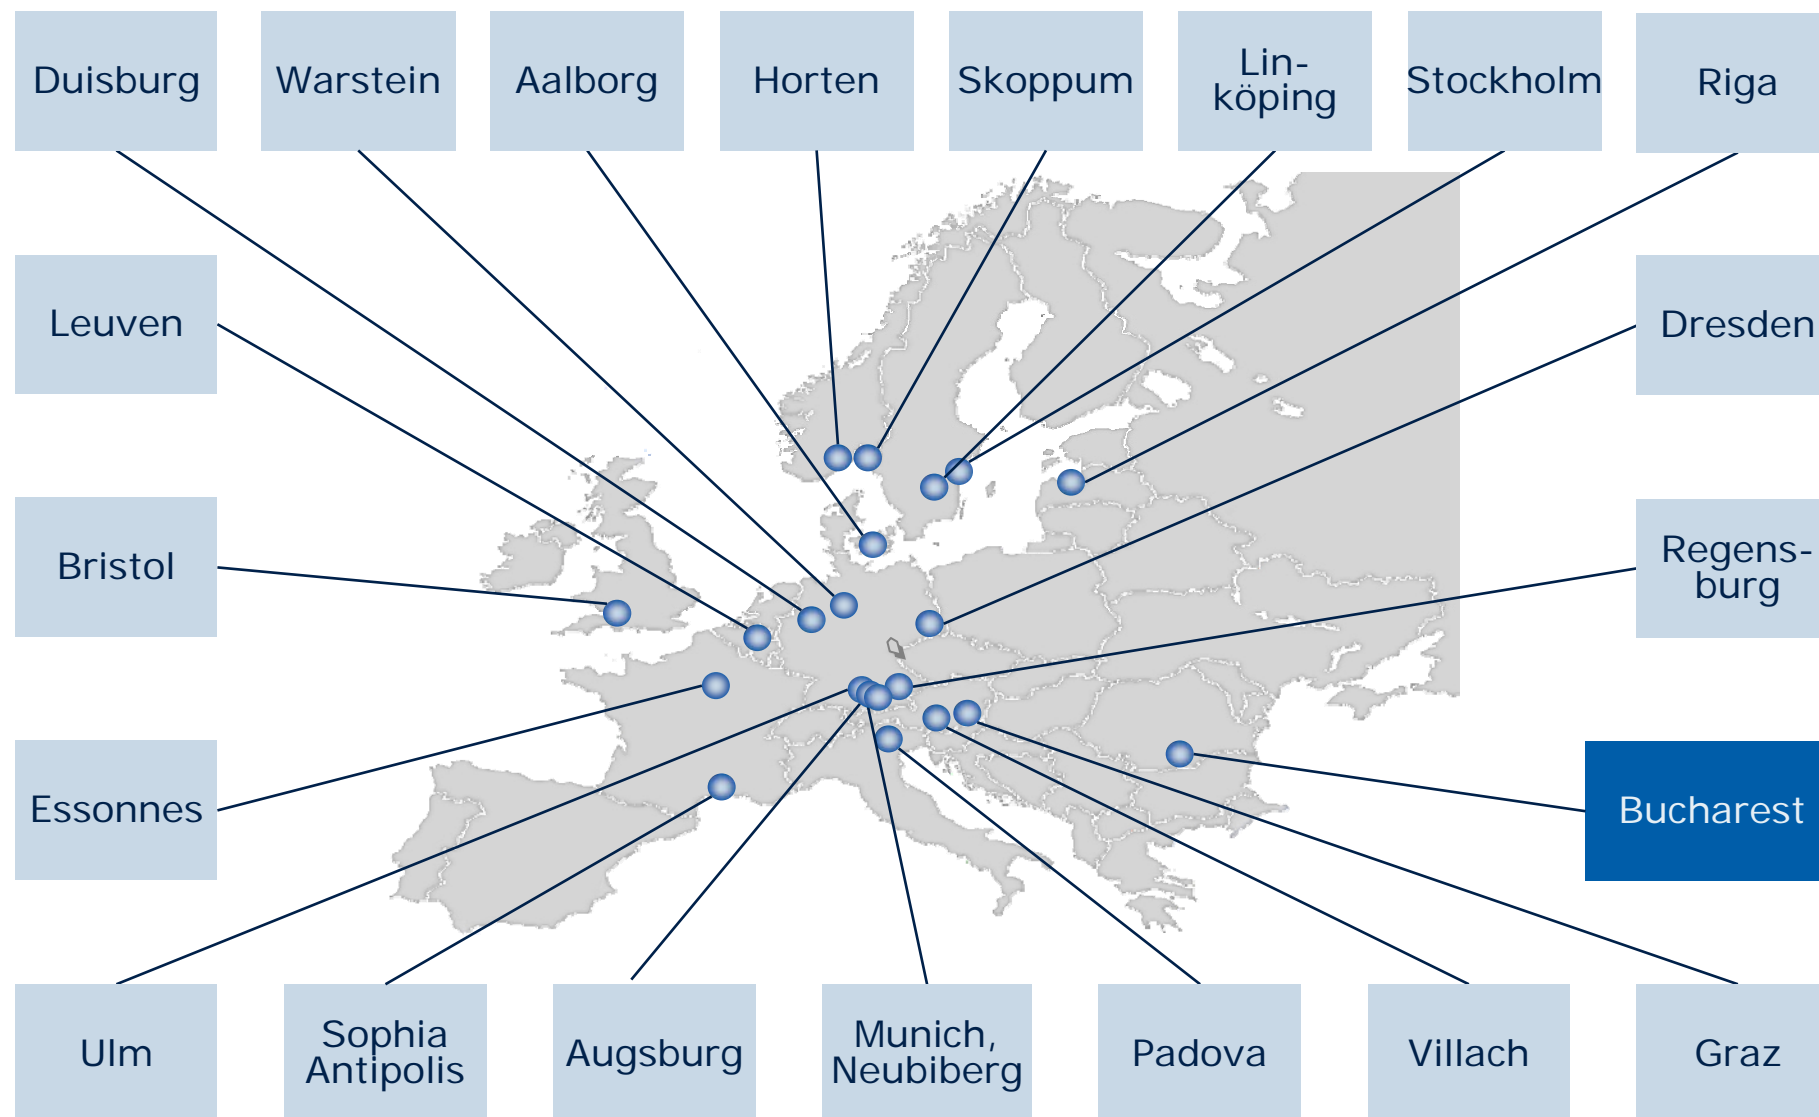 Duisburg
Warstein
Aalborg
Horten
Skoppum
Lin-
köping
Stockholm
Riga
Leuven
Dresden
Bristol
Regens-
burg
Essonnes
Bucharest
Ulm
Sophia
Antipolis
Augsburg
Munich,
Neubiberg
Padova
Villach
Graz